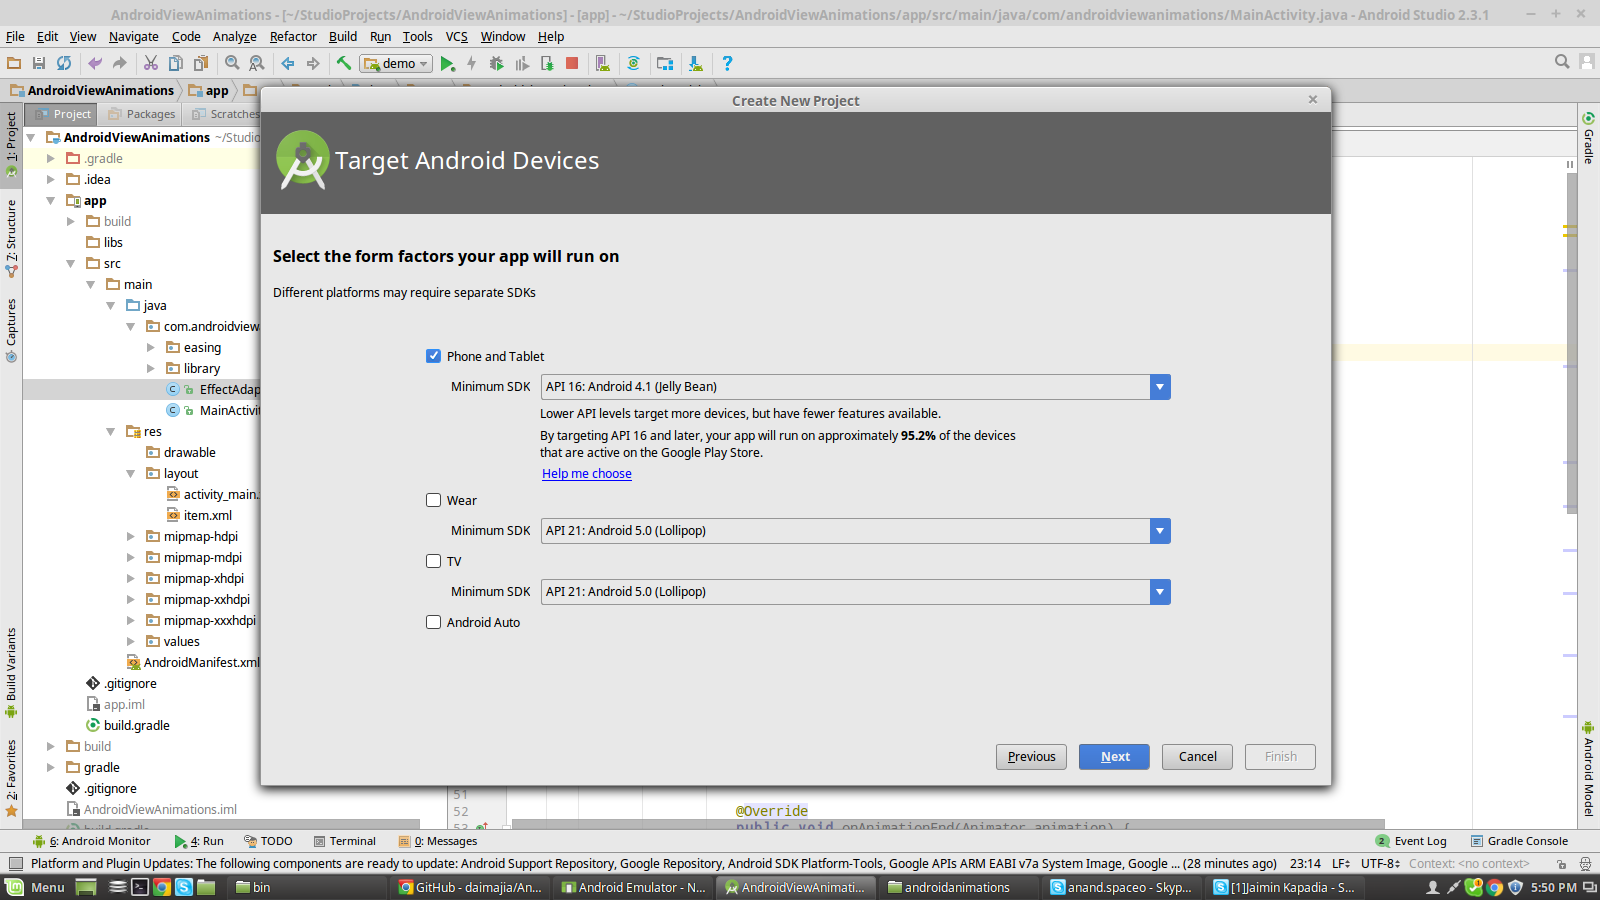 AndroidViewAnimations - [~/StudioProjects/AndroidViewAnimations] - [app] - ~/StudioProjects/AndroidViewAnimations/app/src/main/java/com/androidviewanimations/MainActivity.java - Android Studio 2.3.1
File Edit View Navigate Code Analyze Refactor Build Run Tools VCS Window Help
demo
AndroidViewAnimations app
Project Packages Scratches
Create New Project
Target Android Devices
Select the form factors your app will run on
Different platforms may require separate SDKs
Phone and Tablet
Minimum SDK API 16: Android 4.1 (Jelly Bean)
Lower API levels target more devices, but have fewer features available.
By targeting API 16 and later, your app will run on approximately 95.2% of the devices
that are active on the Google Play Store.
Help me choose
Wear
Minimum SDK API 21: Android 5.0 (Lollipop)
TV
Minimum SDK API 21: Android 5.0 (Lollipop)
Android Auto
Previous Next Cancel Finish
1: Project
7: Structure
Captures
Build Variants
2: Favorites
AndroidViewAnimations ~/Studio
.gradle
.idea
app
build
libs
src
main
java
com.androidview
easing
library
EffectAdap
MainActivit
res
drawable
layout
activity_main.
item.xml
mipmap-hdpi
mipmap-mdpi
mipmap-xhdpi
mipmap-xxhdpi
mipmap-xxxhdpi
values
AndroidManifest.xml
.gitignore
app.iml
build.gradle
build
gradle
.gitignore
AndroidViewAnimations.iml
build.gradle
Gradle
Android Model
51
52 @Override
53 public void onAnimationEnd(Animator animation) {
6: Android Monitor 4: Run TODO Terminal 0: Messages 2 Event Log Gradle Console
Platform and Plugin Updates: The following components are ready to update: Android Support Repository, Google Repository, Android SDK Platform-Tools, Google APIs ARM EABI v7a System Image, Google ... (28 minutes ago) 23:14 LF UTF-8 Context: <no context>
Menu bin GitHub - daimajia/An... Android Emulator - N... AndroidViewAnimati... androidanimations anand.spaceo - Skyp... [1]Jaimin Kapadia - S... 2 5:50 PM